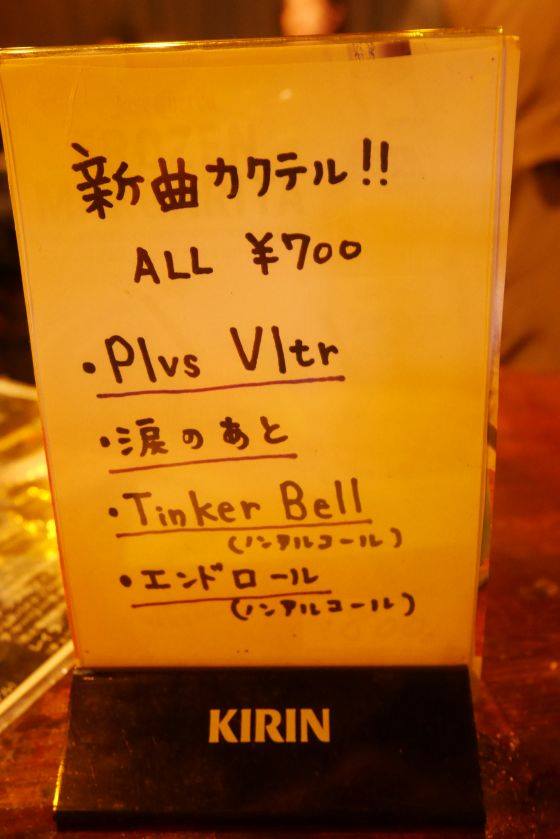 新曲カクテル!!
ALL ¥700
・Plvs Vltr
・涙のあと
・Tinker Bell
(ノンアルコール)
・エンドロール
(ノンアルコール)
KIRIN